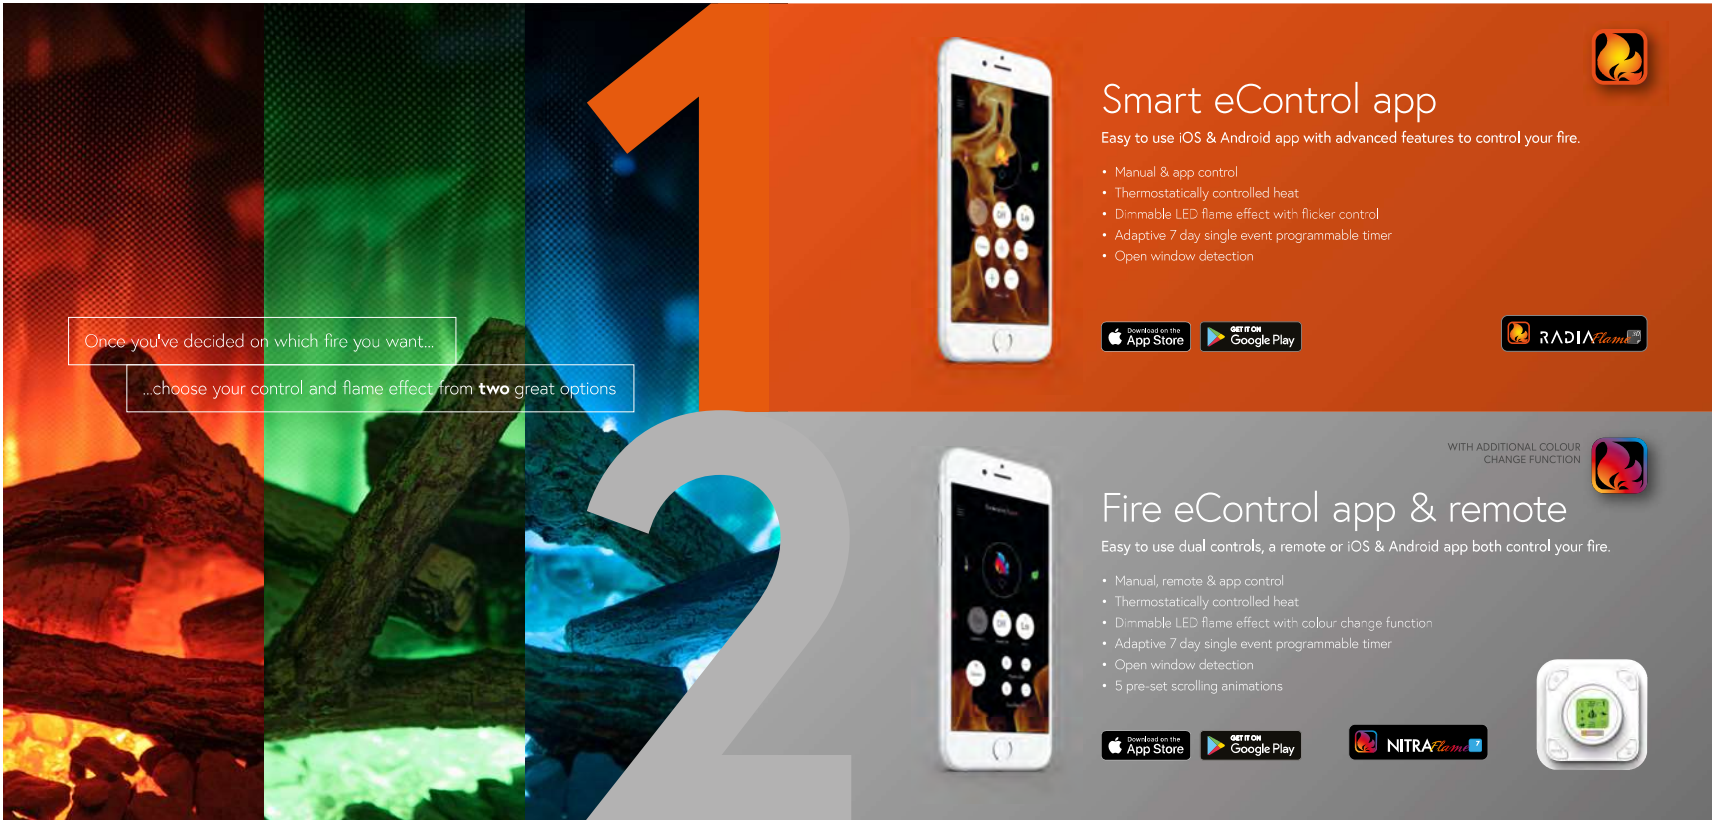 Once you've decided on which fire you want...
...choose your control and flame effect from two great options
1
Smart eControl app
Easy to use iOS & Android app with advanced features to control your fire.
• Manual & app control
• Thermostatically controlled heat
• Dimmable LED flame effect with flicker control
• Adaptive 7 day single event programmable timer
• Open window detection
Download on the
App Store
GET IT ON
Google Play
RADIAFlame 3D
2
WITH ADDITIONAL COLOUR
CHANGE FUNCTION
Fire eControl app & remote
Easy to use dual controls, a remote or iOS & Android app both control your fire.
• Manual, remote & app control
• Thermostatically controlled heat
• Dimmable LED flame effect with colour change function
• Adaptive 7 day single event programmable timer
• Open window detection
• 5 pre-set scrolling animations
Download on the
App Store
GET IT ON
Google Play
NITRAFlame 7